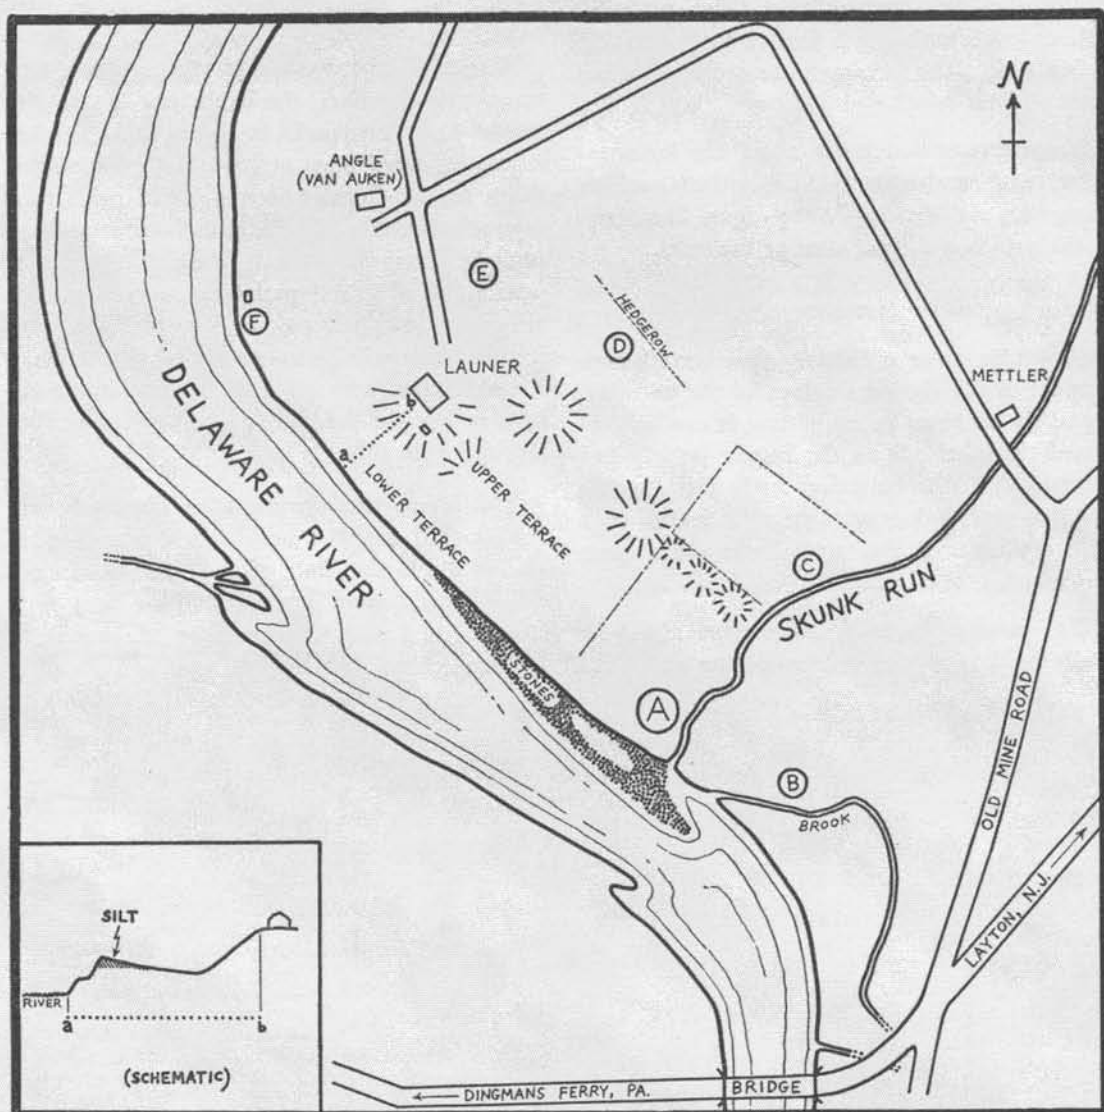 N
ANGLE
(VAN AUKEN)
E
HEDGEROW
F
D
LAUNER
METTLER
b
a
DELAWARE
RIVER
LOWER TERRACE
UPPER TERRACE
C
SKUNK RUN
STONES
A
B
BROOK
OLD MINE ROAD
LAYTON, N.J.
SILT
RIVER
a
b
(SCHEMATIC)
DINGMANS FERRY, PA.
BRIDGE